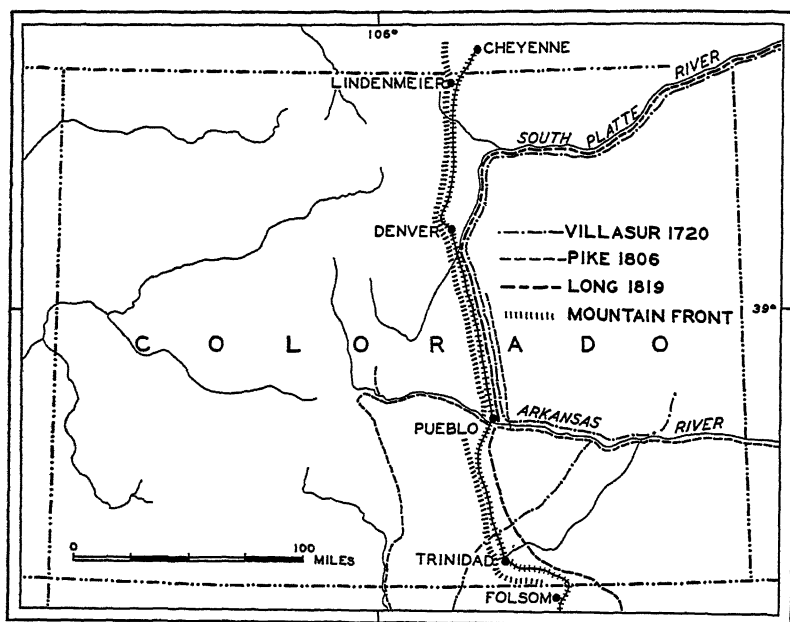 106°
CHEYENNE
LINDENMEIER
SOUTH PLATTE RIVER
DENVER
VILLASUR 1720
PIKE 1806
LONG 1819
MOUNTAIN FRONT
39°
COLORADO
PUEBLO
ARKANSAS RIVER
0 100
MILES
TRINIDAD
FOLSOM